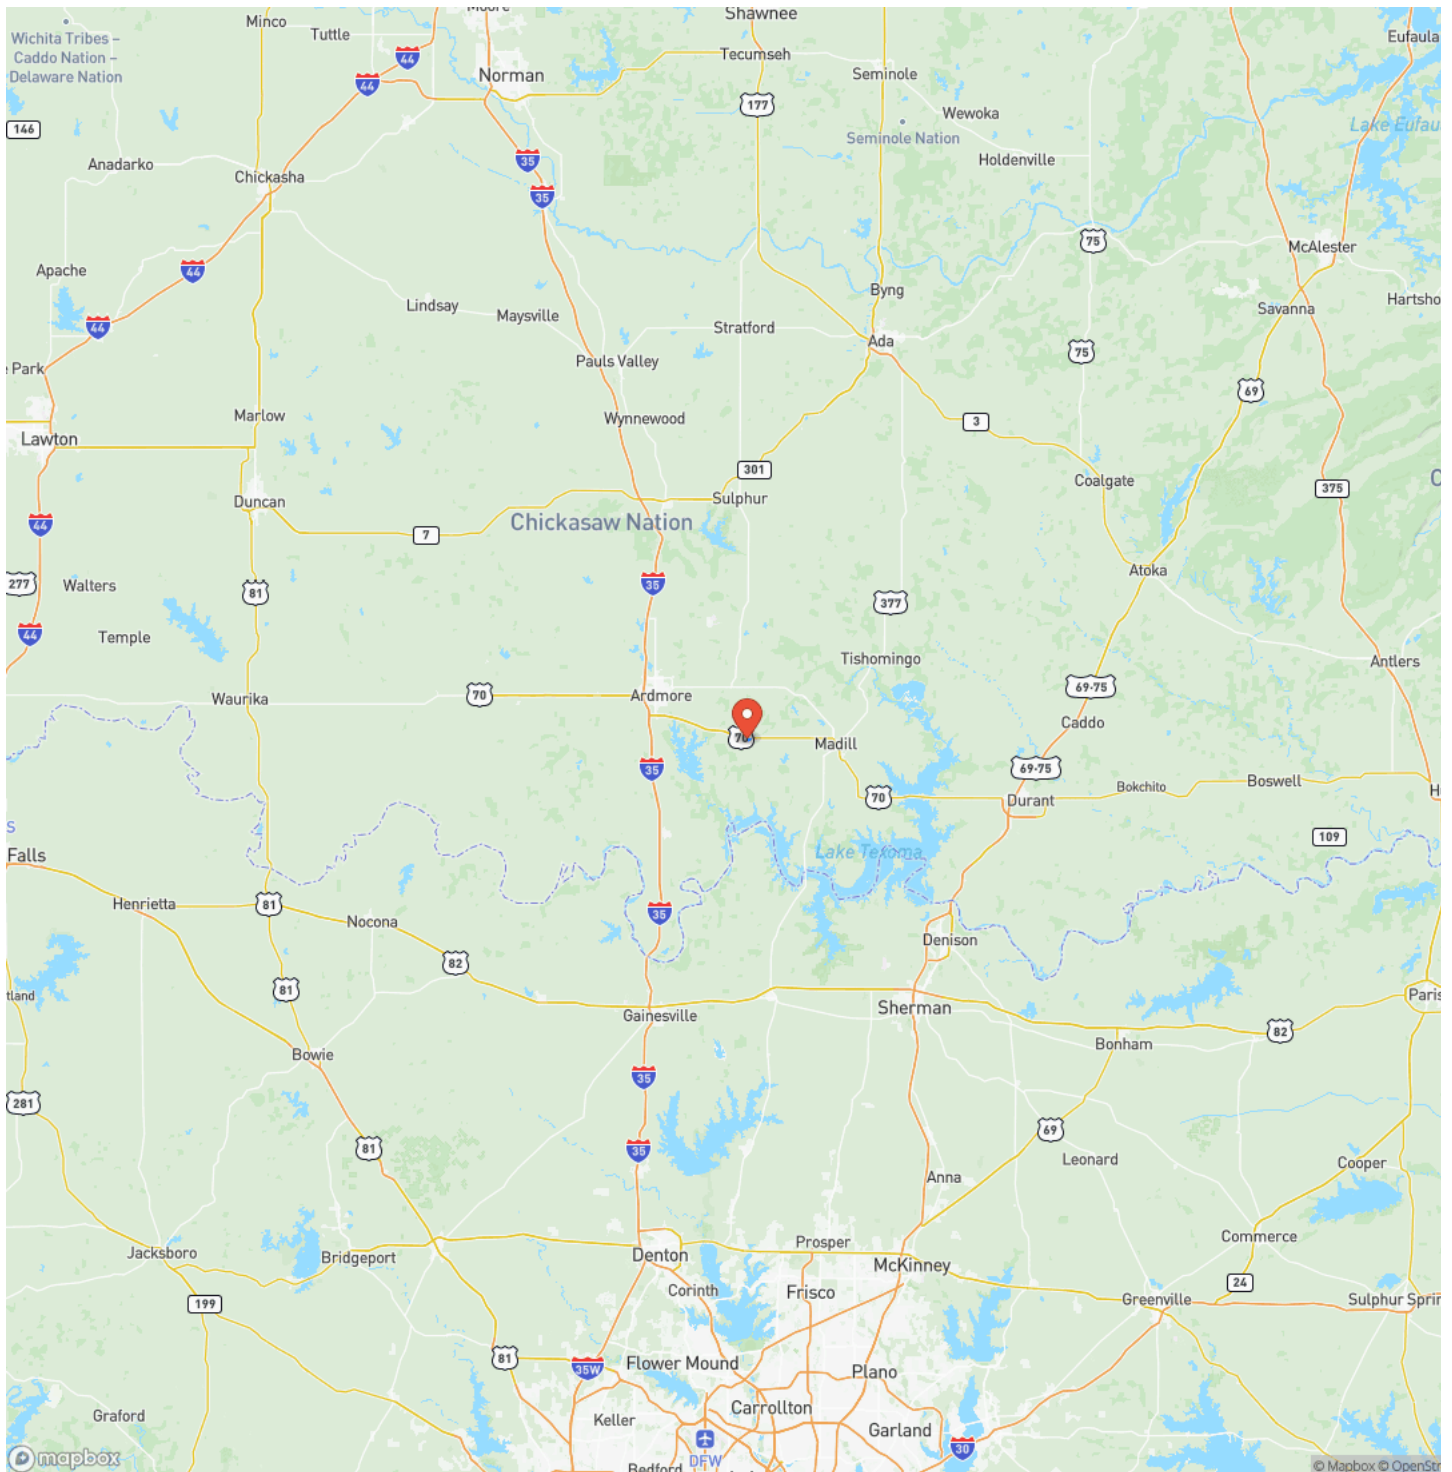 Moore
Shawnee
Minco
Tuttle
Wichita Tribes –
Caddo Nation –
Delaware Nation
44
44
Norman
Tecumseh
Seminole
Eufaula
177
Wewoka
Seminole Nation
Lake Eufau
146
Anadarko
Chickasha
35
35
Holdenville
75
McAlester
Apache
44
44
Lindsay
Maysville
Byng
Stratford
Ada
Savanna
Hartsho
75
Park
Pauls Valley
69
Marlow
Wynnewood
3
Lawton
301
Sulphur
Coalgate
375
C
Duncan
7
Chickasaw Nation
44
Atoka
277
Walters
81
35
377
44
Temple
Tishomingo
Antlers
Waurika
70
Ardmore
69-75
Caddo
70
Madill
35
69-75
70
Durant
Bokchito
Boswell
H
s
Falls
109
Lake Texoma
Henrietta
81
Nocona
35
Denison
82
81
tland
Sherman
Paris
Gainesville
82
Bonham
Bowie
35
281
81
35
69
Leonard
Cooper
Anna
Jacksboro
Bridgeport
Denton
Prosper
McKinney
Commerce
Corinth
Frisco
24
199
Greenville
Sulphur Sprin
81
35W
Flower Mound
Plano
Graford
Keller
Carrollton
Garland
DFW
30
Bedford
mapbox
© Mapbox © OpenStr